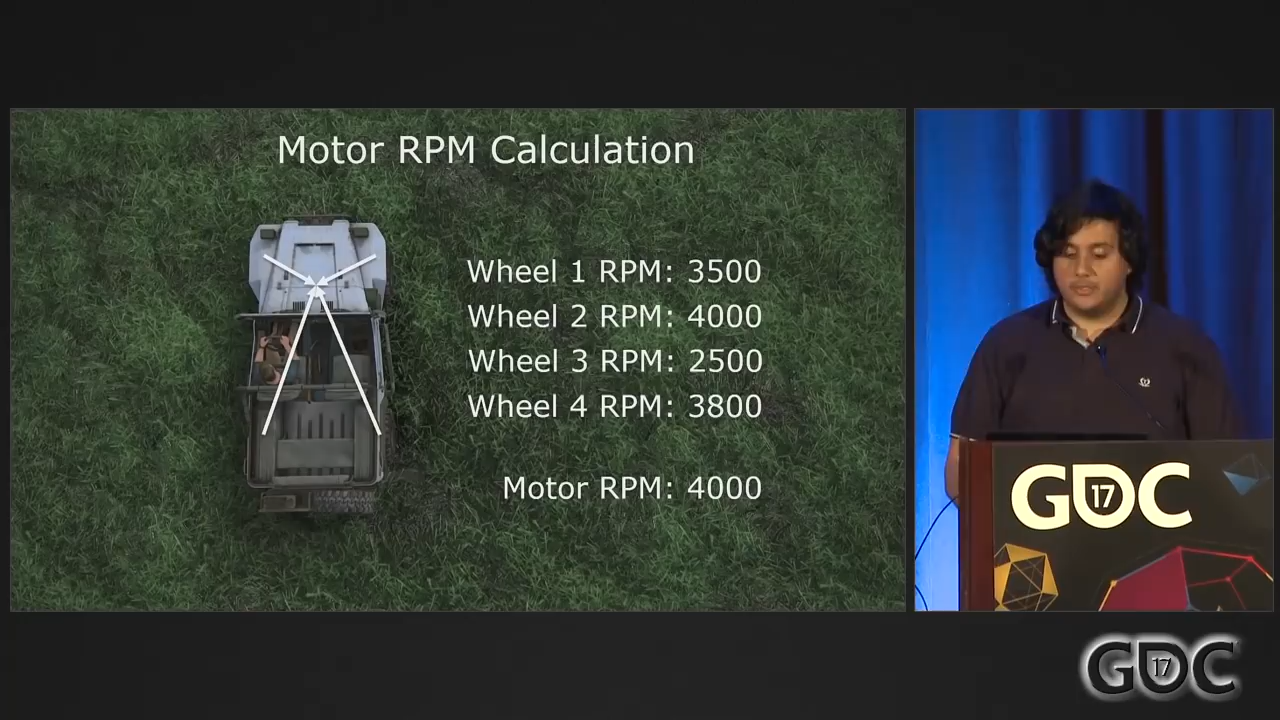 Motor RPM Calculation
Wheel 1 RPM: 3500
Wheel 2 RPM: 4000
Wheel 3 RPM: 2500
Wheel 4 RPM: 3800
Motor RPM: 4000
GDC 17
GDC 17